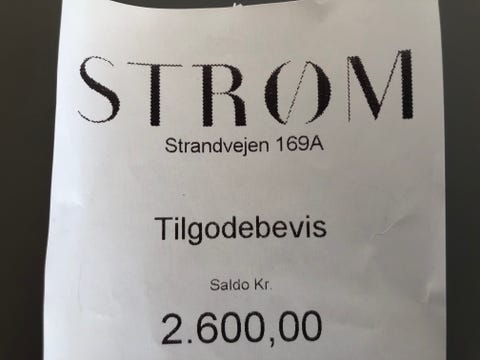 STRØM
Strandvejen 169A
Tilgodebevis
Saldo Kr.
2.600,00